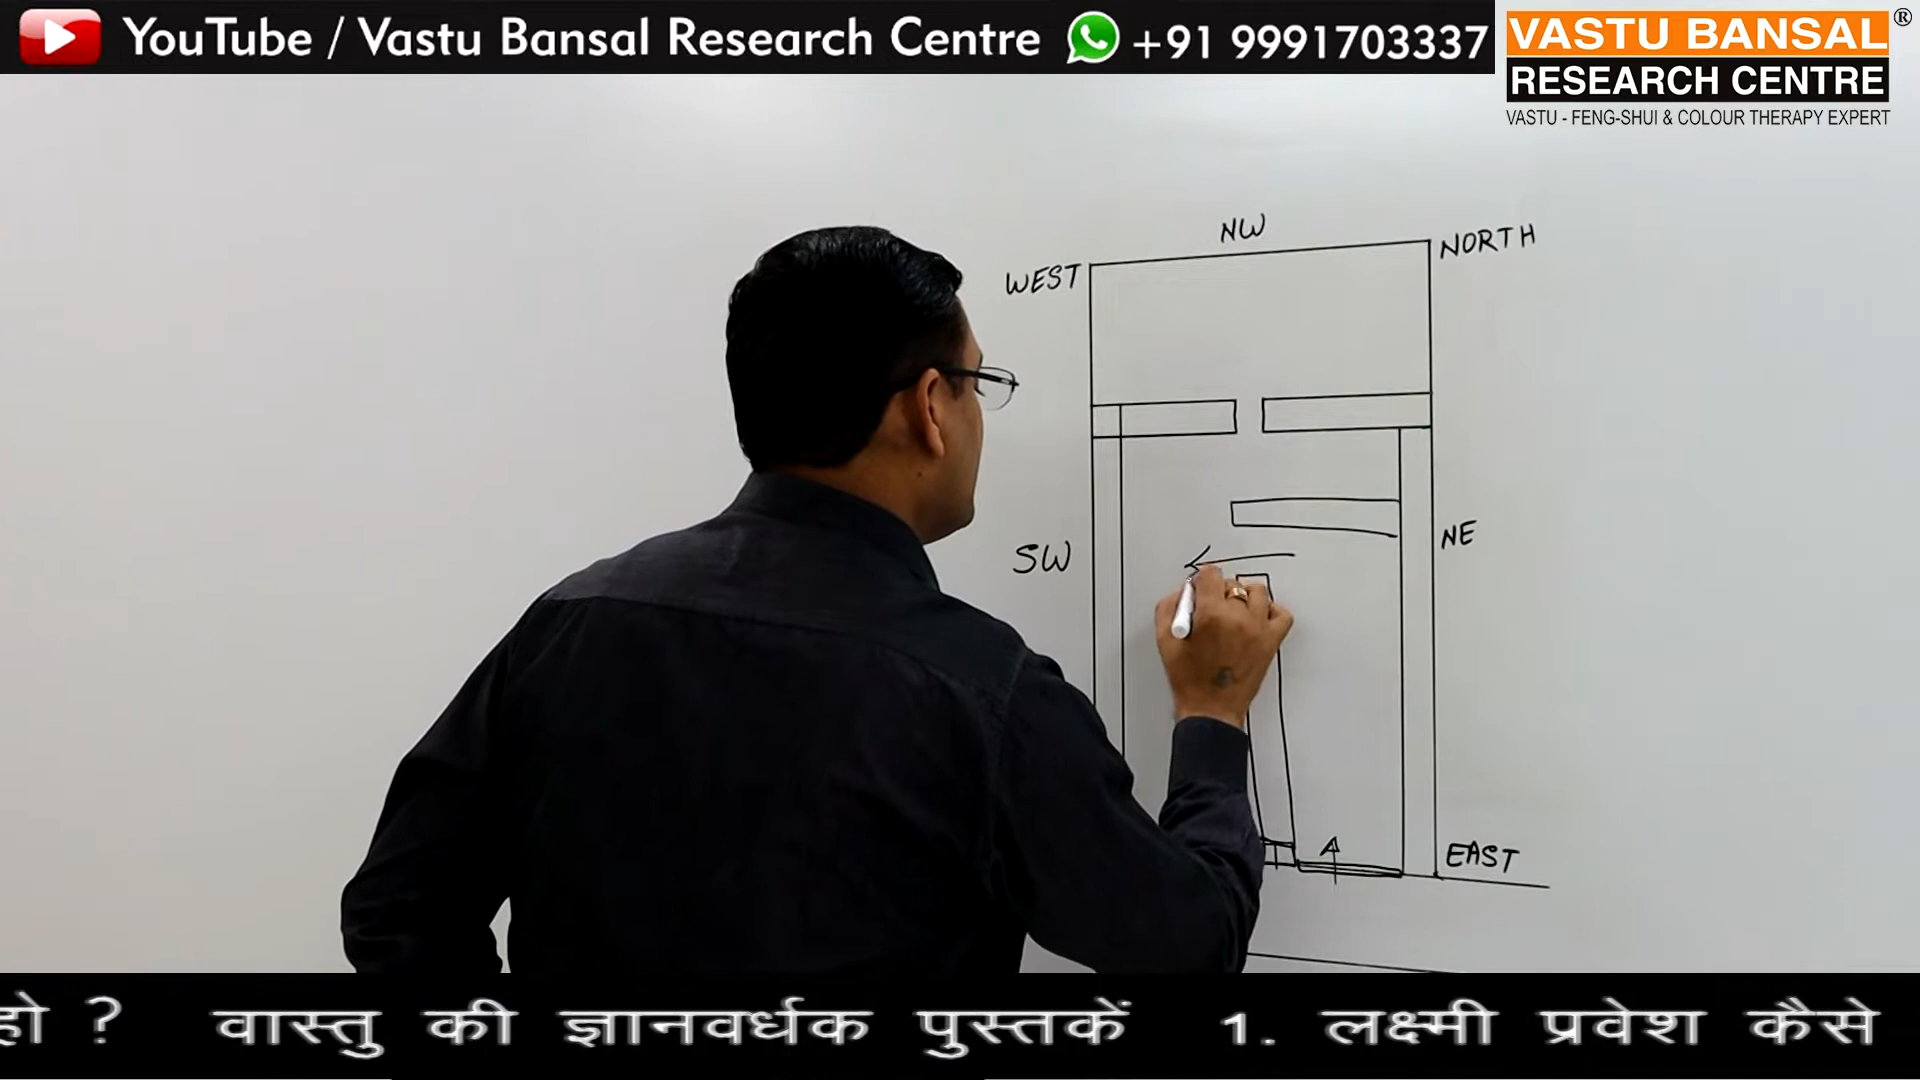 YouTube / Vastu Bansal Research Centre +91 9991703337
VASTU BANSAL ®
RESEARCH CENTRE
VASTU - FENG-SHUI & COLOUR THERAPY EXPERT
NW
NORTH
WEST
SW
NE
EAST
हो ? वास्तु की ज्ञानवर्धक पुस्तकें 1. लक्ष्मी प्रवेश कैसे